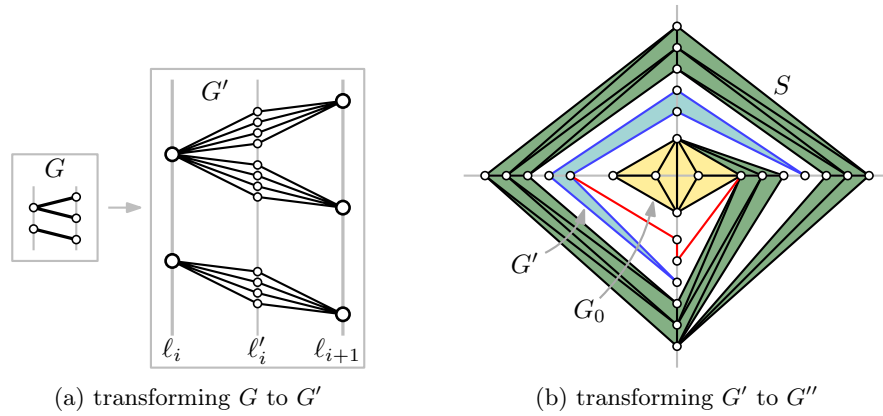 G
G′
ℓᵢ
ℓ′ᵢ
ℓᵢ₊₁
(a) transforming G to G′
S
G′
G₀
(b) transforming G′ to G′′